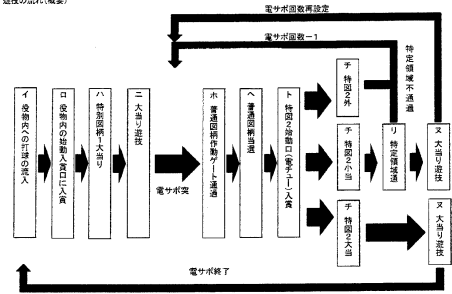 遊技の流れ(概要)
電サポ回数再設定
電サポ回数ー1
特定領域不通過
イ 役物内への打球の流入
ロ 役物内の始動入賞口に入賞
ハ 特別図柄1大当り
ニ 大当り遊技
電サポ突
ホ 普通図柄作動ゲート通過
ヘ 普通図柄当選
ト 特図2始動口(電チュー)入賞
チ 特図2外
チ 特図2小当
リ 特定領域通
ヌ 大当り遊技
チ 特図2大当
ヌ 大当り遊技
電サポ終了